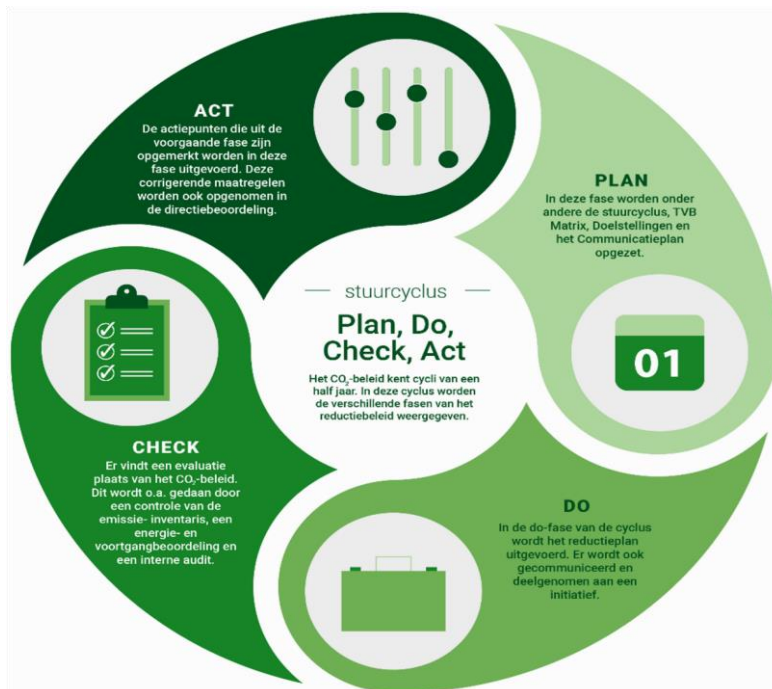 ACT
De actiepunten die uit de
voorgaande fase zijn
opgemerkt worden in deze
fase uitgevoerd. Deze
corrigerende maatregelen
worden ook opgenomen in
de directiebeoordeling.
PLAN
In deze fase worden onder
andere de stuurcyclus, TVB
Matrix, Doelstellingen en
het Communicatieplan
opgezet.
01
stuurcyclus
Plan, Do,
Check, Act
Het CO₂-beleid kent cycli van een
half jaar. In deze cyclus worden
de verschillende fasen van het
reductiebeleid weergegeven.
CHECK
Er vindt een evaluatie
plaats van het CO₂-beleid.
Dit wordt o.a. gedaan door
een controle van de
emissie- inventaris, een
energie- en
voortgangbeoordeling en
een interne audit.
DO
In de do-fase van de cyclus
wordt het reductieplan
uitgevoerd. Er wordt ook
gecommuniceerd en
deelgenomen aan een
initiatief.